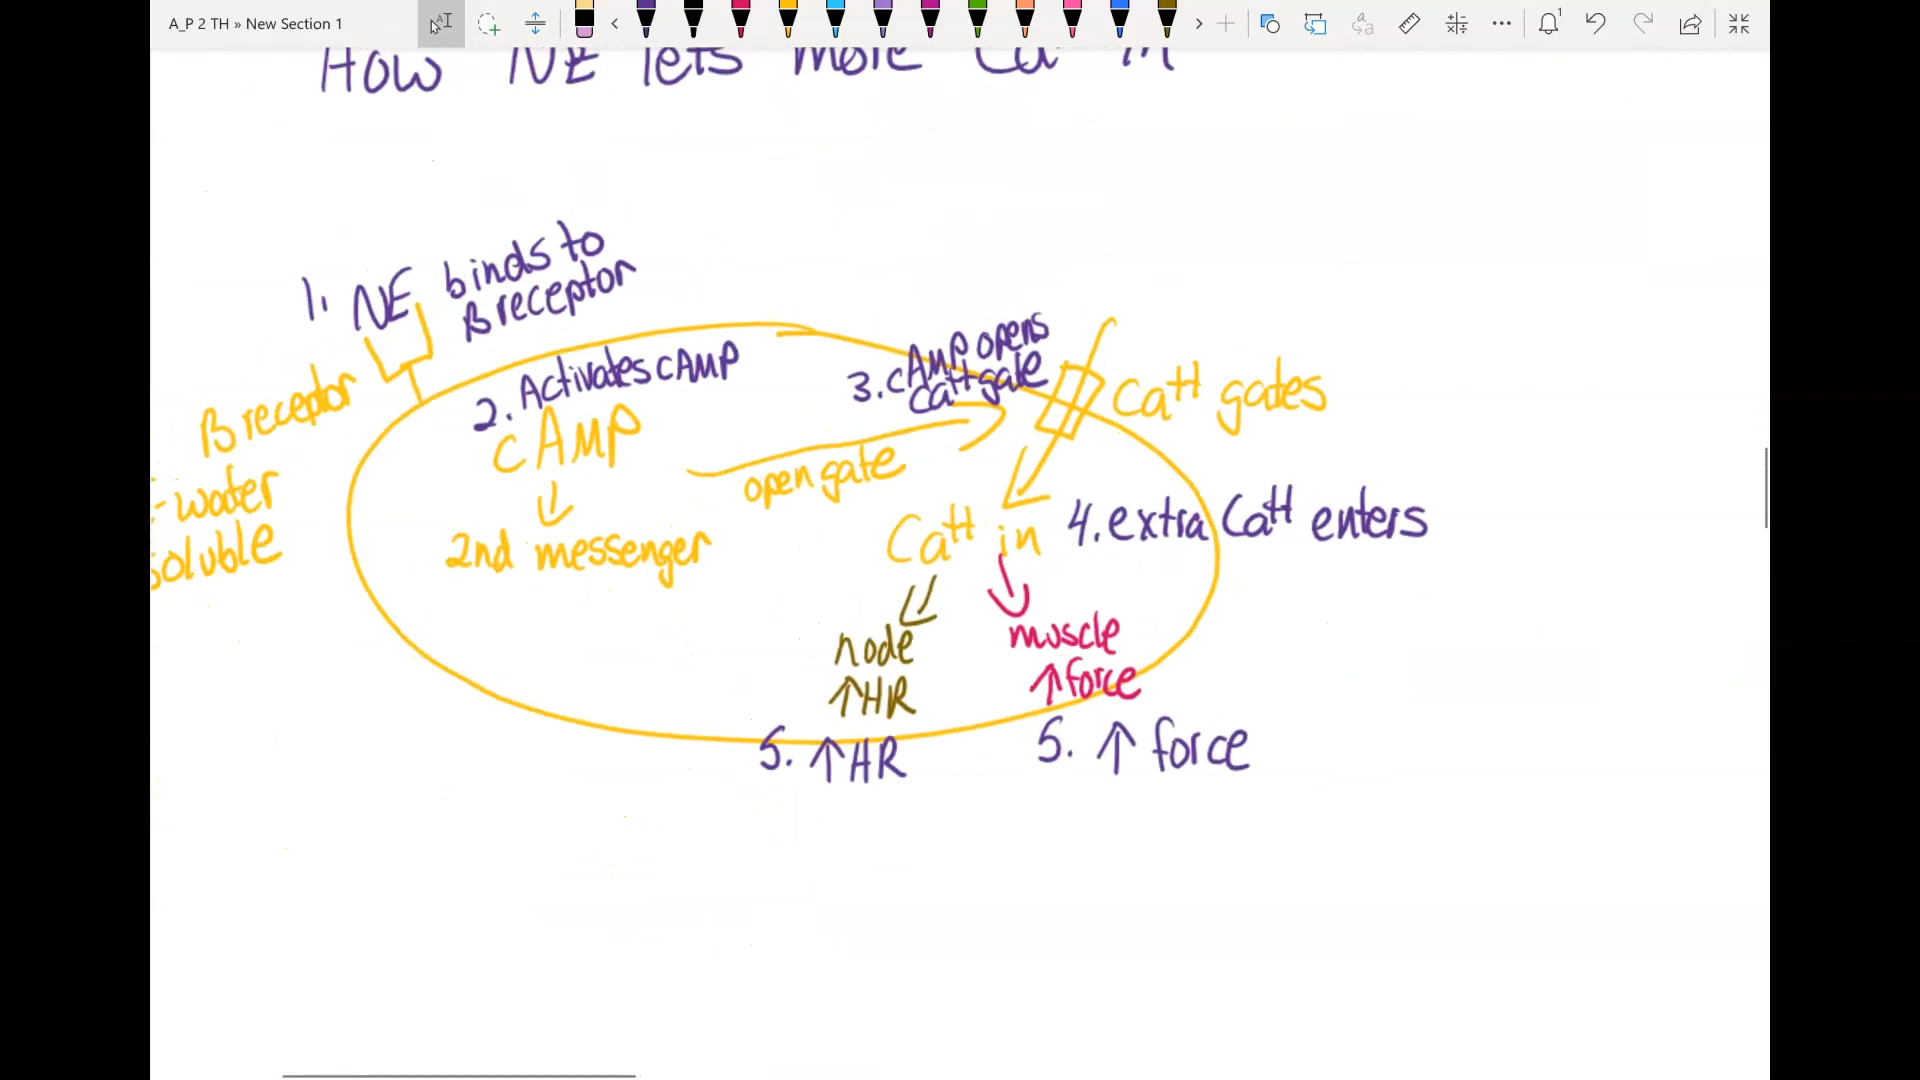 A_P 2 TH » New Section 1
How NE lets more Ca in
1. NE binds to
B receptor
B receptor
- water
soluble
2. Activates cAMP
cAMP
2nd messenger
3. cAMP opens
Ca++ gate
open gate
Ca++ gates
Ca++ in
4. extra Ca++ enters
node
↑HR
muscle
↑force
5. ↑HR
5. ↑ force